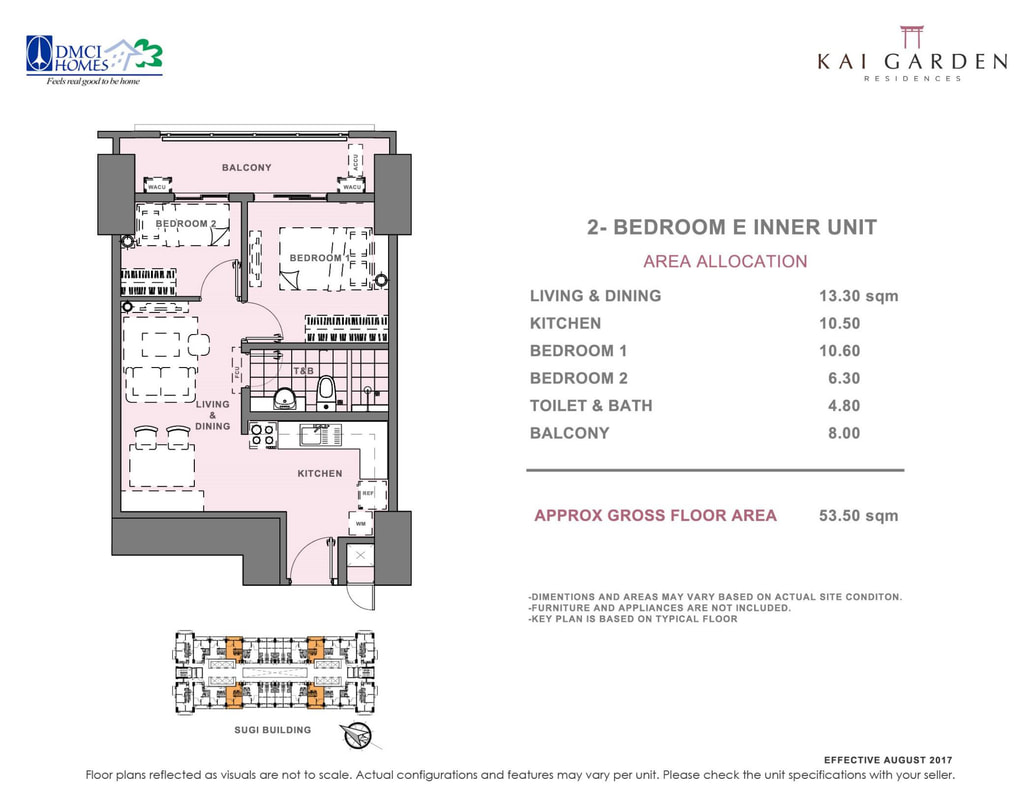 DMCI
HOMES
Feels real good to be home
KAI GARDEN
RESIDENCES
BALCONY
ACCU
WACU
WACU
BEDROOM 2
BEDROOM 1
T&B
FCU
LIVING
&
DINING
KITCHEN
REF
WM
SUGI BUILDING
2- BEDROOM E INNER UNIT
AREA ALLOCATION
LIVING & DINING 13.30 sqm
KITCHEN 10.50
BEDROOM 1 10.60
BEDROOM 2 6.30
TOILET & BATH 4.80
BALCONY 8.00
APPROX GROSS FLOOR AREA 53.50 sqm
-DIMENTIONS AND AREAS MAY VARY BASED ON ACTUAL SITE CONDITON.
-FURNITURE AND APPLIANCES ARE NOT INCLUDED.
-KEY PLAN IS BASED ON TYPICAL FLOOR
EFFECTIVE AUGUST 2017
Floor plans reflected as visuals are not to scale. Actual configurations and features may vary per unit. Please check the unit specifications with your seller.